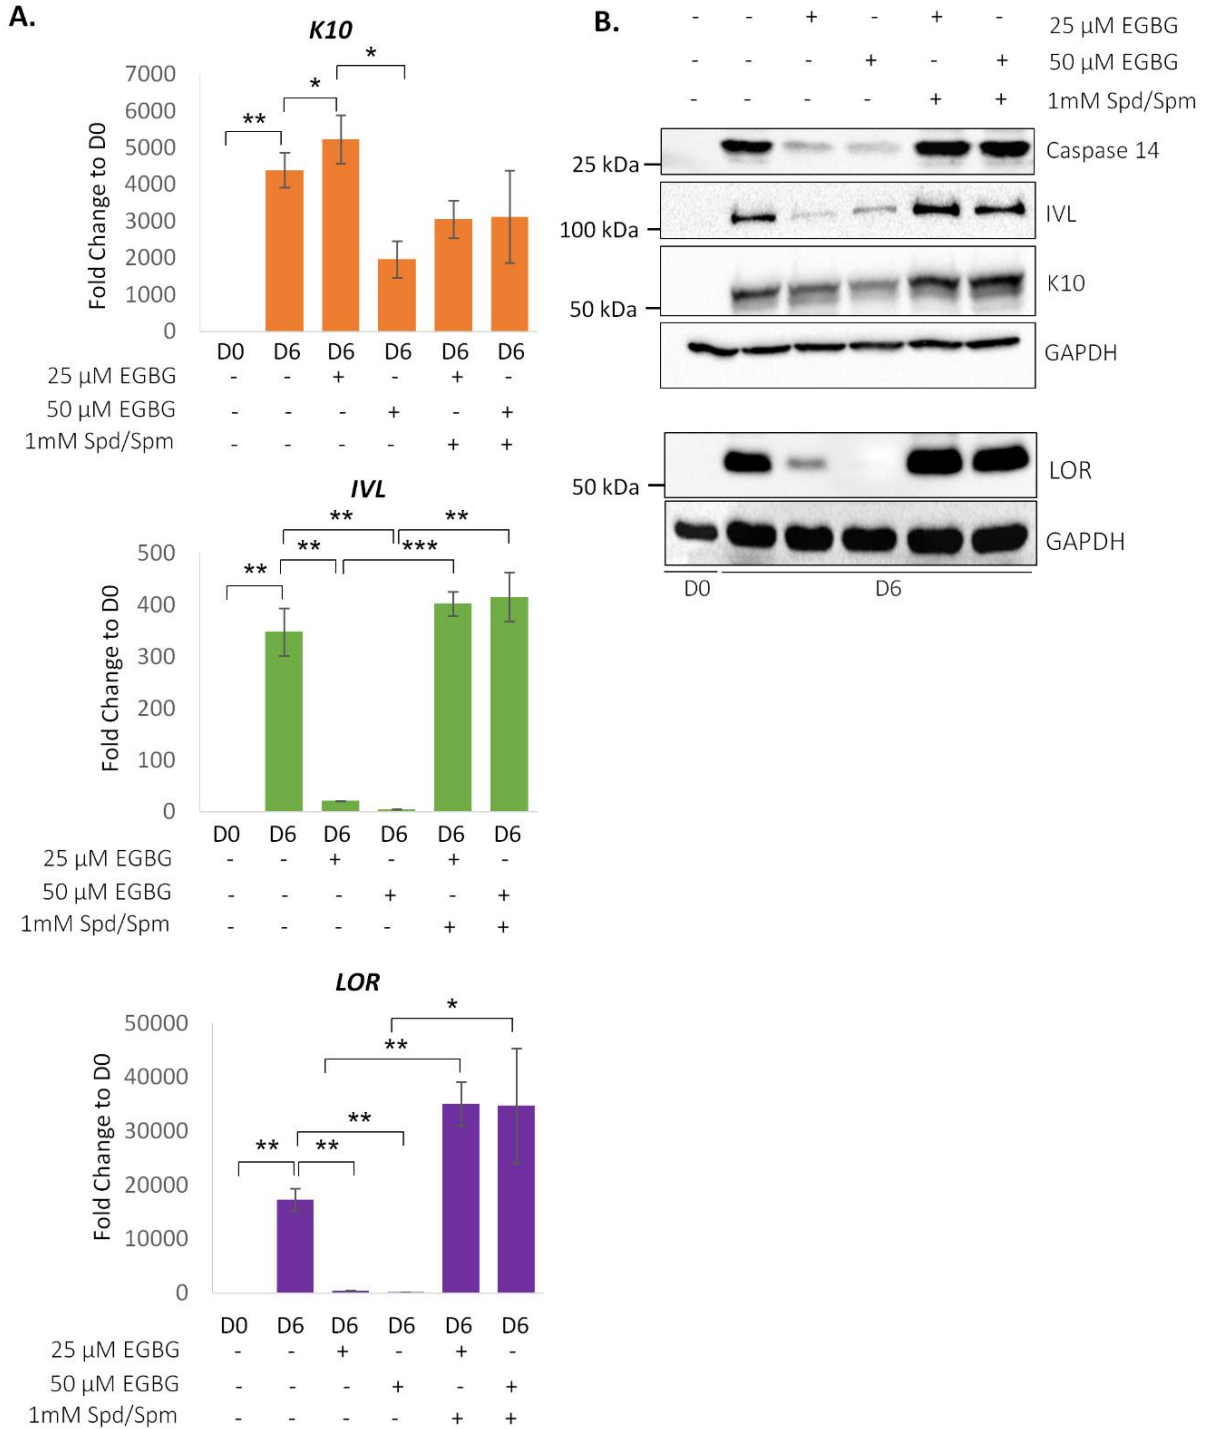 A.
K10
*
*
**
7000
6000
5000
4000
3000
2000
1000
0
Fold Change to D0
D0 D6 D6 D6 D6 D6
25 µM EGBG - - + - + -
50 µM EGBG - - - + - +
1mM Spd/Spm - - - - + +
IVL
** **
** ***
**
500
400
300
200
100
0
Fold Change to D0
D0 D6 D6 D6 D6 D6
25 µM EGBG - - + - + -
50 µM EGBG - - - + - +
1mM Spd/Spm - - - - + +
LOR
*
**
**
** **
50000
40000
30000
20000
10000
0
Fold Change to D0
D0 D6 D6 D6 D6 D6
25 µM EGBG - - + - + -
50 µM EGBG - - - + - +
1mM Spd/Spm - - - - + +
B.
- - + - + - 25 µM EGBG
- - - + - + 50 µM EGBG
- - - - + + 1mM Spd/Spm
25 kDa Caspase 14
100 kDa IVL
50 kDa K10
GAPDH
50 kDa LOR
GAPDH
D0 D6